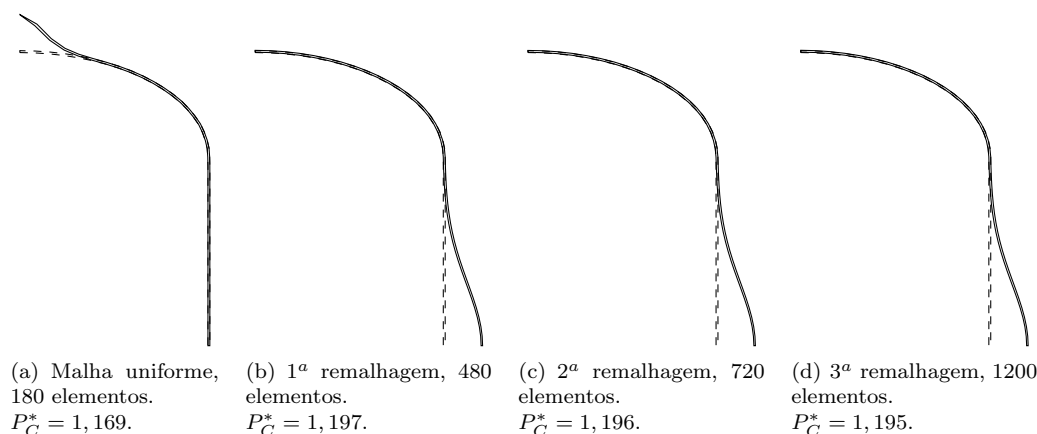 (a) Malha uniforme,
180 elementos.
P*_C = 1,169.
(b) 1ª remalhagem, 480
elementos.
P*_C = 1,197.
(c) 2ª remalhagem, 720
elementos.
P*_C = 1,196.
(d) 3ª remalhagem, 1200
elementos.
P*_C = 1,195.